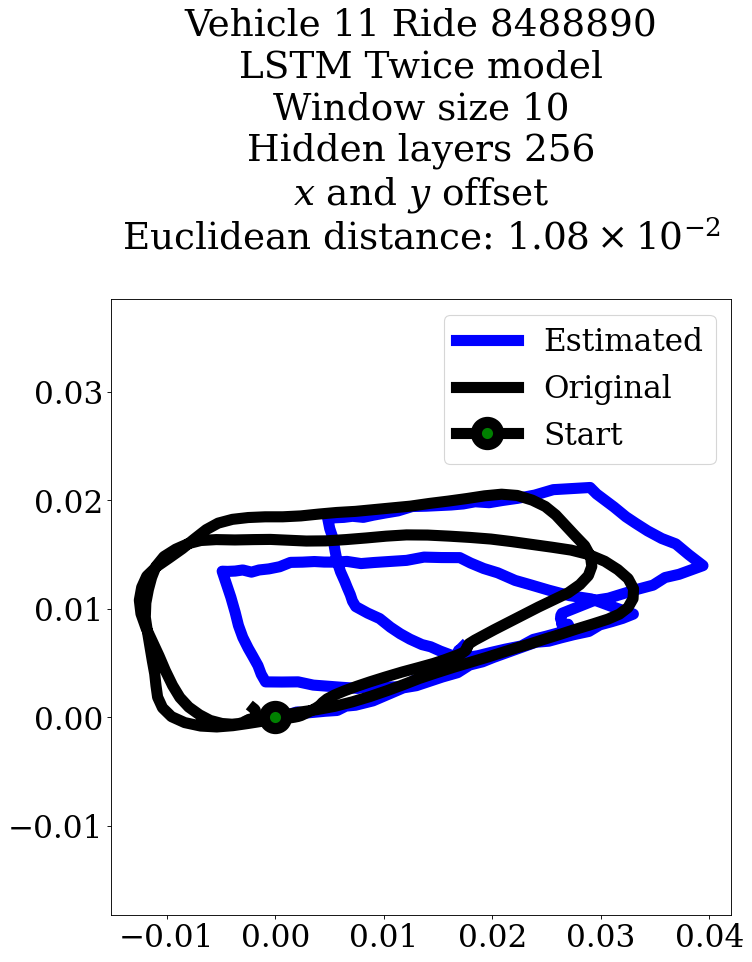 Vehicle 11 Ride 8488890
LSTM Twice model
Window size 10
Hidden layers 256
x and y offset
Euclidean distance: 1.08 × 10⁻²
Estimated
Original
Start
0.03
0.02
0.01
0.00
−0.01
−0.01 0.00 0.01 0.02 0.03 0.04